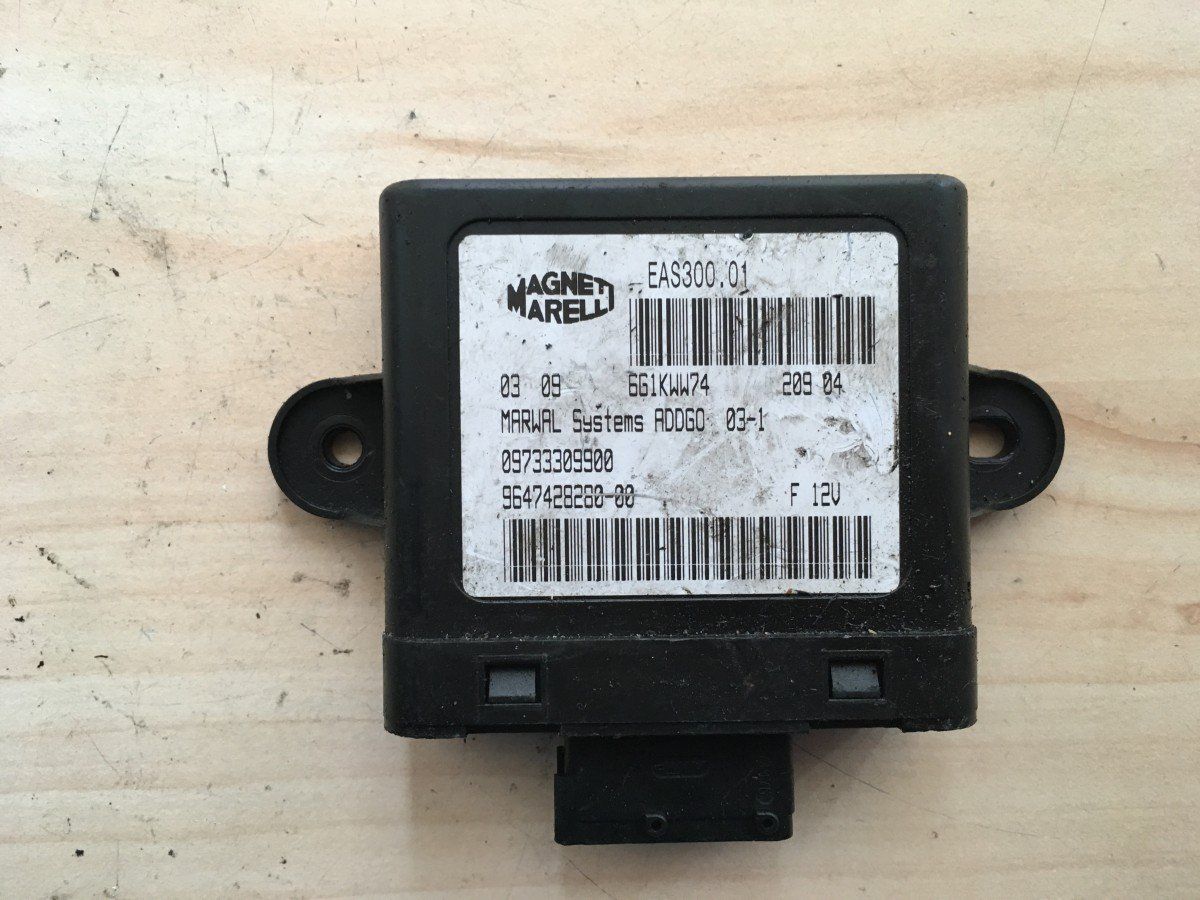 MAGNETI
MARELLI
EAS300.01
03 09 6G1KWW74 209 04
MARWAL Systems ADDGO 03-1
09733309900
9647428280-00 F 12V